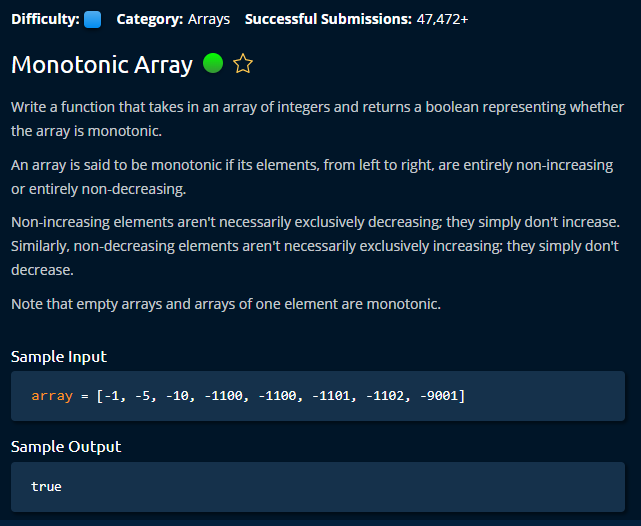 Difficulty: Category: Arrays Successful Submissions: 47,472+
Monotonic Array
Write a function that takes in an array of integers and returns a boolean representing whether
the array is monotonic.
An array is said to be monotonic if its elements, from left to right, are entirely non-increasing
or entirely non-decreasing.
Non-increasing elements aren't necessarily exclusively decreasing; they simply don't increase.
Similarly, non-decreasing elements aren't necessarily exclusively increasing; they simply don't
decrease.
Note that empty arrays and arrays of one element are monotonic.
Sample Input
array = [-1, -5, -10, -1100, -1100, -1101, -1102, -9001]
Sample Output
true